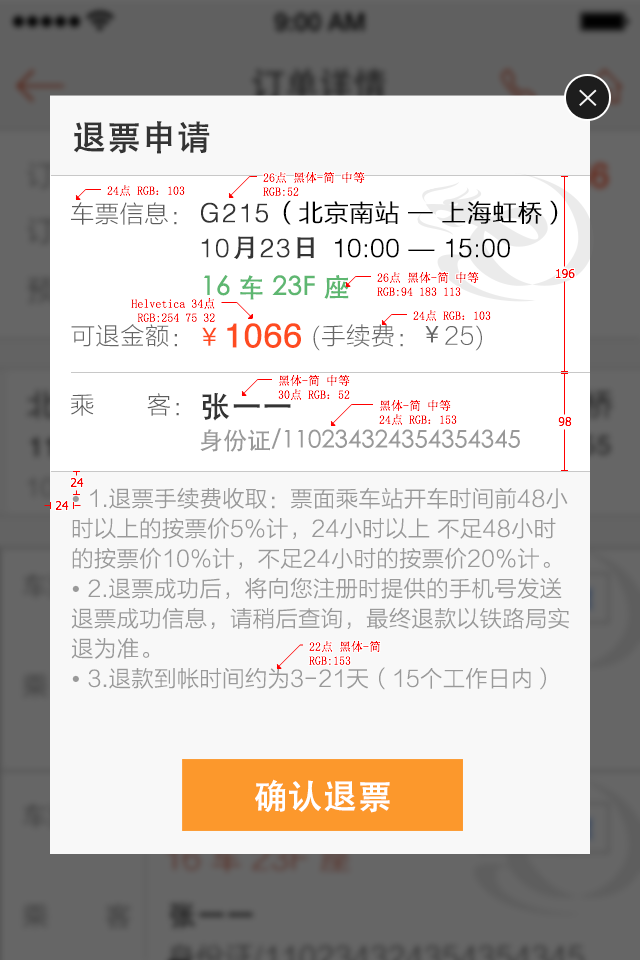 9:00 AM
订单详情
退票申请
24点 RGB: 103
26点 黑体-简 中等
RGB:52
车票信息：
G215（北京南站 — 上海虹桥）
10月23日 10:00 — 15:00
16 车 23F 座
26点 黑体-简 中等
RGB:94 183 113
196
Helvetica 34点
RGB:254 75 32
24点 RGB: 103
可退金额：
￥1066 (手续费：￥25)
黑体-简 中等
30点 RGB: 52
乘 客：
张一一
黑体-简 中等
24点 RGB: 153
98
身份证/110234324354354345
24
24
• 1.退票手续费收取：票面乘车站开车时间前48小
时以上的按票价5%计，24小时以上 不足48小时
的按票价10%计，不足24小时的按票价20%计。
• 2.退票成功后，将向您注册时提供的手机号发送
退票成功信息，请稍后查询，最终退款以铁路局实
退为准。
22点 黑体-简
RGB:153
• 3.退款到帐时间约为3-21天（15个工作日内）
确认退票
16 车 23F 座
乘 客
张一一
身份证/110234324354354345